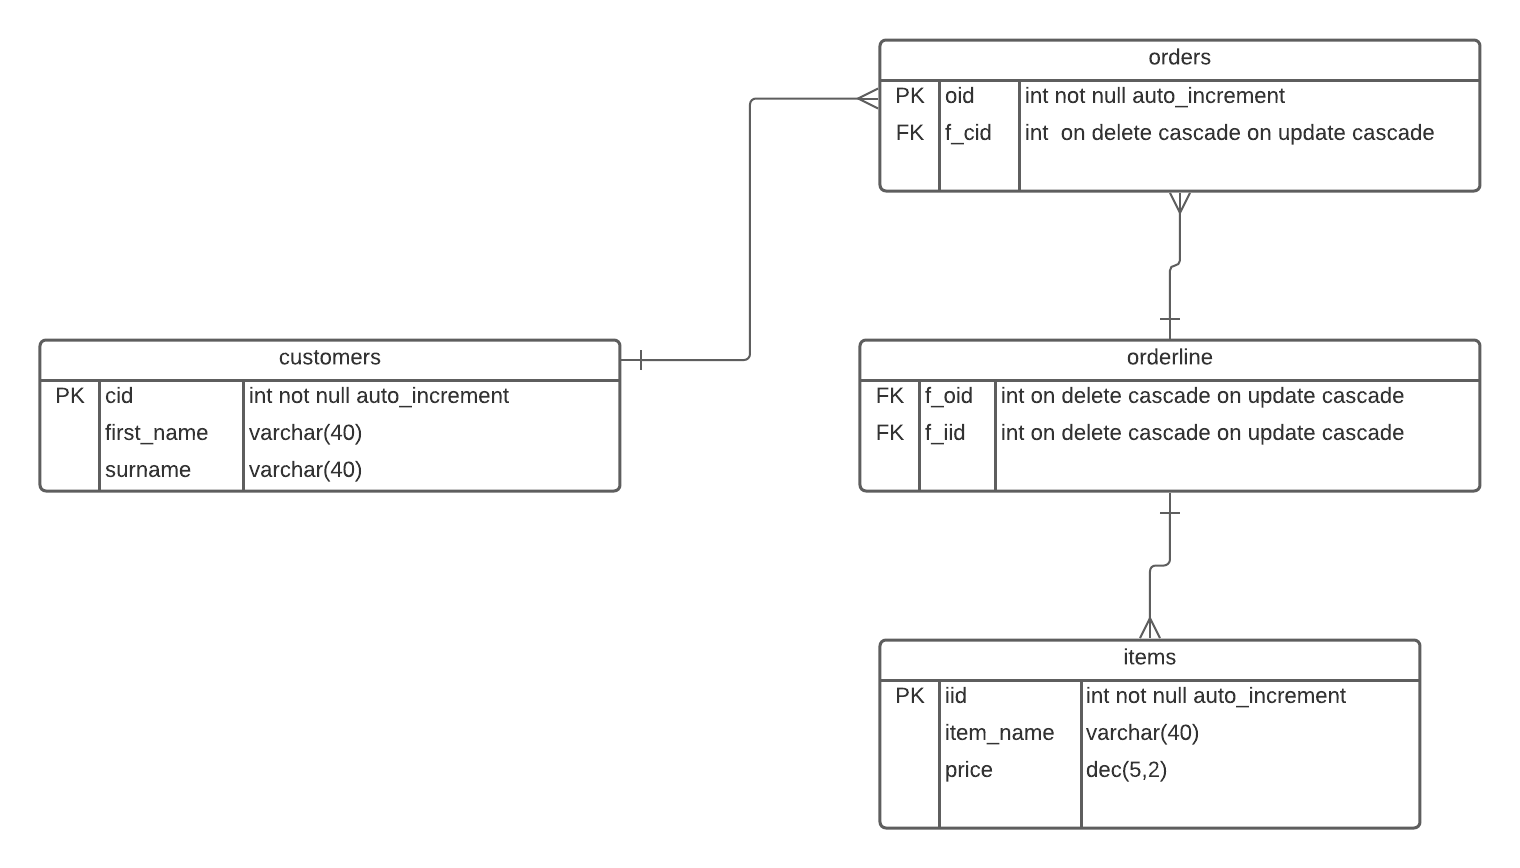 orders
PK oid int not null auto_increment
FK f_cid int  on delete cascade on update cascade
customers
PK cid int not null auto_increment
first_name varchar(40)
surname varchar(40)
orderline
FK f_oid int on delete cascade on update cascade
FK f_iid int on delete cascade on update cascade
items
PK iid int not null auto_increment
item_name varchar(40)
price dec(5,2)